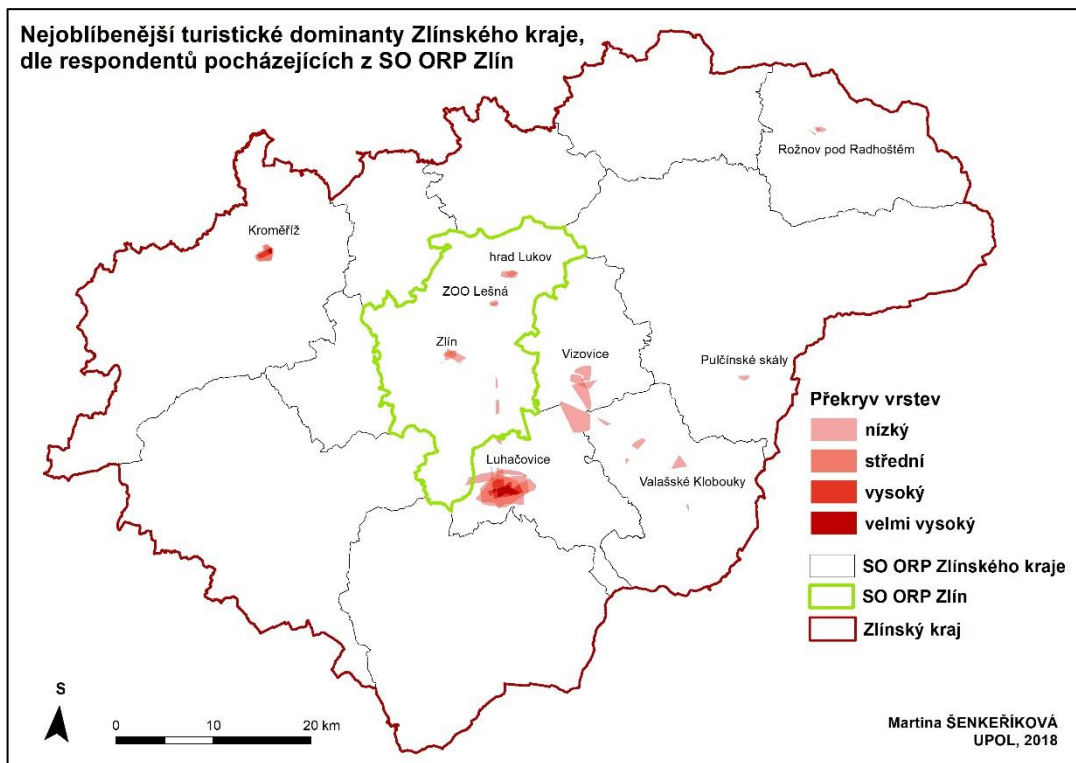 Nejoblíbenější turistické dominanty Zlínského kraje,
dle respondentů pocházejících z SO ORP Zlín
Rožnov pod Radhoštěm
Kroměříž
hrad Lukov
ZOO Lešná
Zlín
Vizovice
Pulčínské skály
Luhačovice
Valašské Klobouky
Překryv vrstev
nízký
střední
vysoký
velmi vysoký
SO ORP Zlínského kraje
SO ORP Zlín
Zlínský kraj
S
0 10 20 km
Martina ŠENKEŘÍKOVÁ
UPOL, 2018